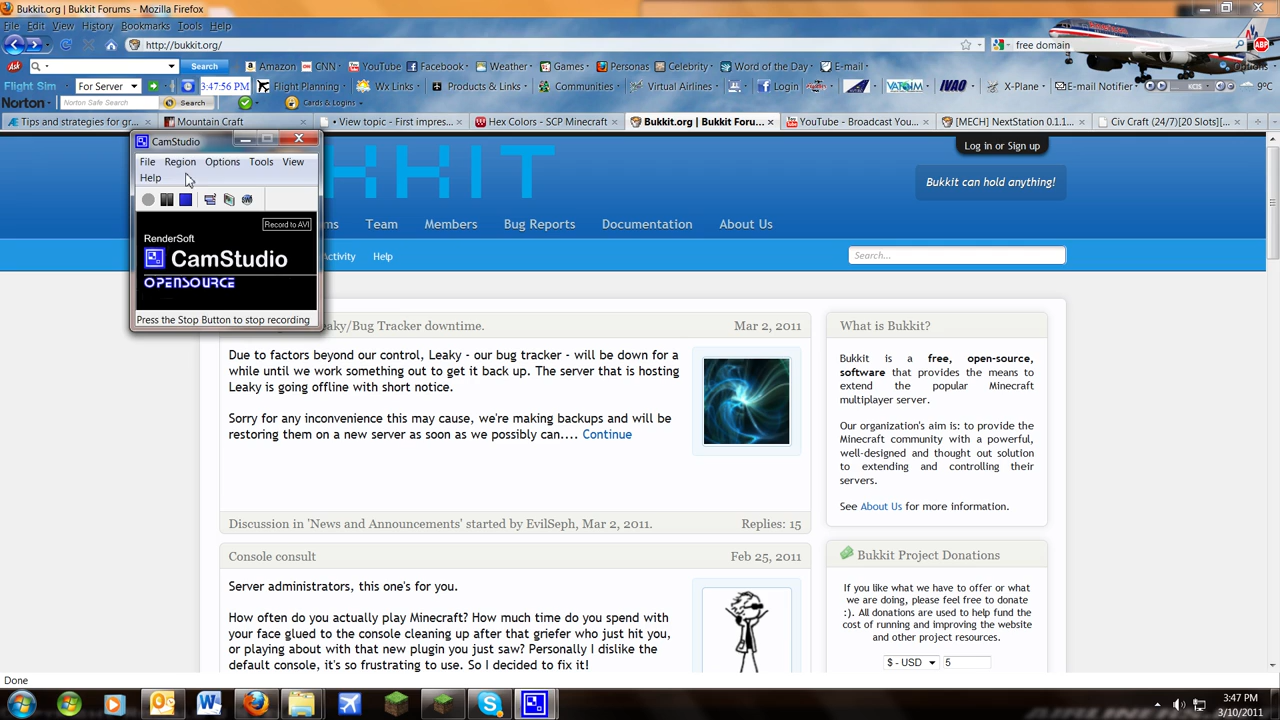 Bukkit.org | Bukkit Forums - Mozilla Firefox
File Edit View History Bookmarks Tools Help
http://bukkit.org/
free domain
Ask Search Amazon CNN YouTube Facebook Weather Games Personas Celebrity Word of the Day E-mail Options
Flight Sim For Server 3:47:56 PM Flight Planning Wx Links Products & Links Communities Virtual Airlines Login VATSIM IVAO X-Plane E-mail Notifier KCIS 9°C
Norton Norton Safe Search Search Cards & Logins
Tips and strategies for gr... Mountain Craft • View topic - First impress... Hex Colors - SCP Minecraft Bukkit.org | Bukkit Foru... YouTube - Broadcast You... [MECH] NextStation 0.1.1... Civ Craft (24/7)[20 Slots][...
CamStudio
File Region Options Tools View
Help
Record to AVI
RenderSoft
CamStudio
OPENSOURCE
Press the Stop Button to stop recording
KKIT
Log in or Sign up
Bukkit can hold anything!
ms Team Members Bug Reports Documentation About Us
Activity Help
Search...
aky/Bug Tracker downtime. Mar 2, 2011
Due to factors beyond our control, Leaky - our bug tracker - will be down for a
while until we work something out to get it back up. The server that is hosting
Leaky is going offline with short notice.
Sorry for any inconvenience this may cause, we're making backups and will be
restoring them on a new server as soon as we possibly can.... Continue
Discussion in 'News and Announcements' started by EvilSeph, Mar 2, 2011. Replies: 15
Console consult Feb 25, 2011
Server administrators, this one's for you.
How often do you actually play Minecraft? How much time do you spend with
your face glued to the console cleaning up after that griefer who just hit you,
or playing about with that new plugin you just saw? Personally I dislike the
default console, it's so frustrating to use. So I decided to fix it!
What is Bukkit?
Bukkit is a free, open-source,
software that provides the means to
extend the popular Minecraft
multiplayer server.
Our organization's aim is: to provide the
Minecraft community with a powerful,
well-designed and thought out solution
to extending and controlling their
servers.
See About Us for more information.
Bukkit Project Donations
If you like what we have to offer or what
we are doing, please feel free to donate
:). All donations are used to help fund the
cost of running and improving the website
and other project resources.
$ - USD 5
Done
3:47 PM
3/10/2011